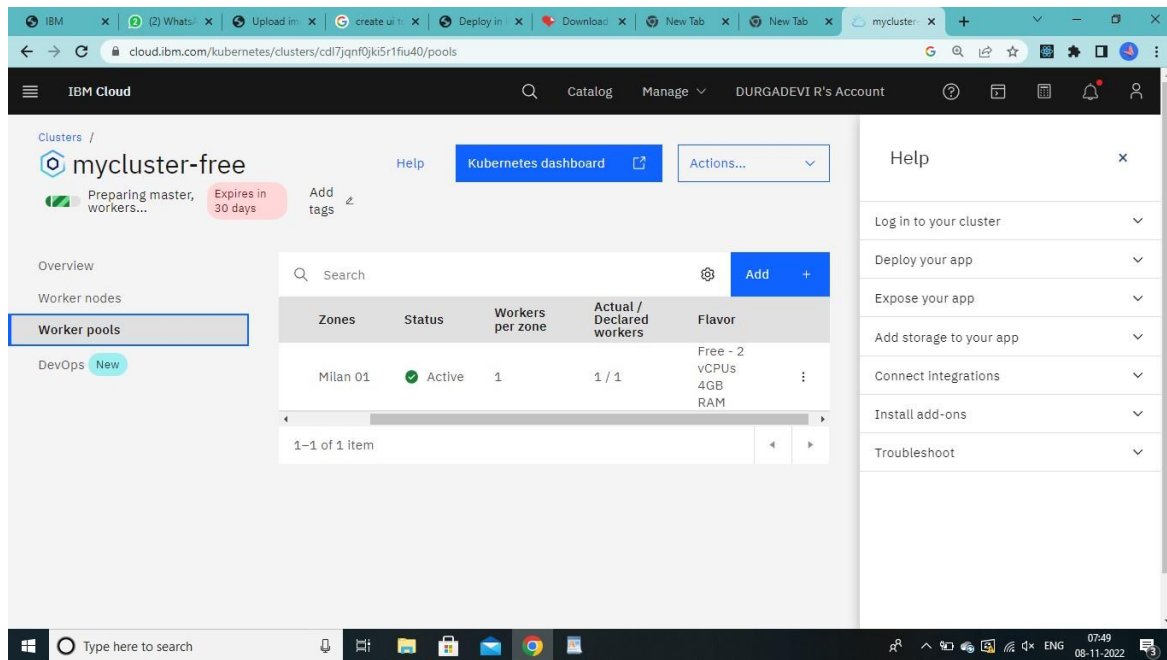 IBM
(2) WhatsA
Upload im
create ui t
Deploy in I
Download
New Tab
New Tab
mycluster-
cloud.ibm.com/kubernetes/clusters/cdl7jqnf0jki5r1fiu40/pools
IBM Cloud
Catalog
Manage
DURGADEVI R's Account
Clusters /
mycluster-free
Help
Kubernetes dashboard
Actions...
Preparing master,
workers...
Expires in
30 days
Add
tags
Overview
Worker nodes
Worker pools
DevOps New
Search
Add +
Zones
Status
Workers
per zone
Actual /
Declared
workers
Flavor
Milan 01
Active
1
1 / 1
Free - 2
vCPUs
4GB
RAM
1–1 of 1 item
Help
Log in to your cluster
Deploy your app
Expose your app
Add storage to your app
Connect integrations
Install add-ons
Troubleshoot
Type here to search
ENG
07:49
08-11-2022
3